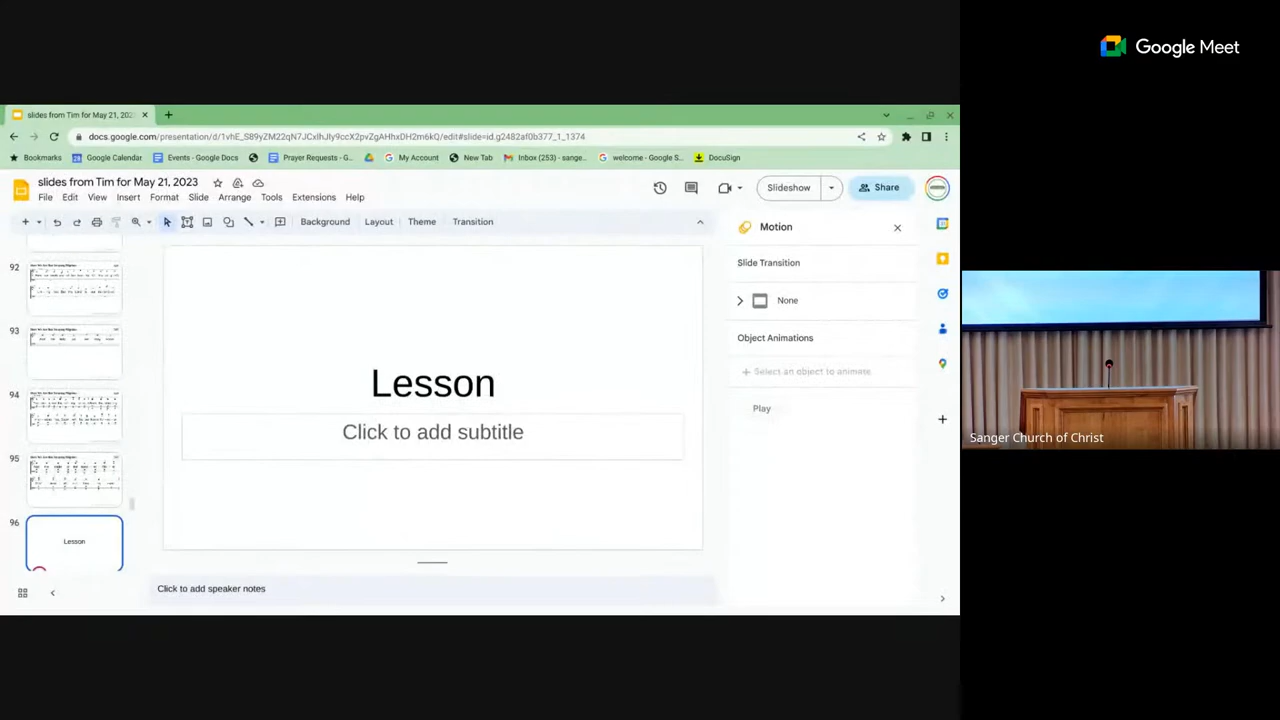 Google Meet
slides from Tim for May 21, 202
docs.google.com/presentation/d/1vhE_S89yZM22qN7JCxlhJly9ccX2pvZgAHhxDH2m6kQ/edit#slide=id.g2482af0b377_1_1374
Bookmarks Google Calendar Events - Google Docs Prayer Requests - G... My Account New Tab Inbox (253) - sange... welcome - Google S... DocuSign
slides from Tim for May 21, 2023
File Edit View Insert Format Slide Arrange Tools Extensions Help
Slideshow
Share
Background Layout Theme Transition
Motion
Slide Transition
None
Object Animations
+ Select an object to animate
Play
92
93
94
95
96
Lesson
Lesson
Click to add subtitle
Click to add speaker notes
Sanger Church of Christ